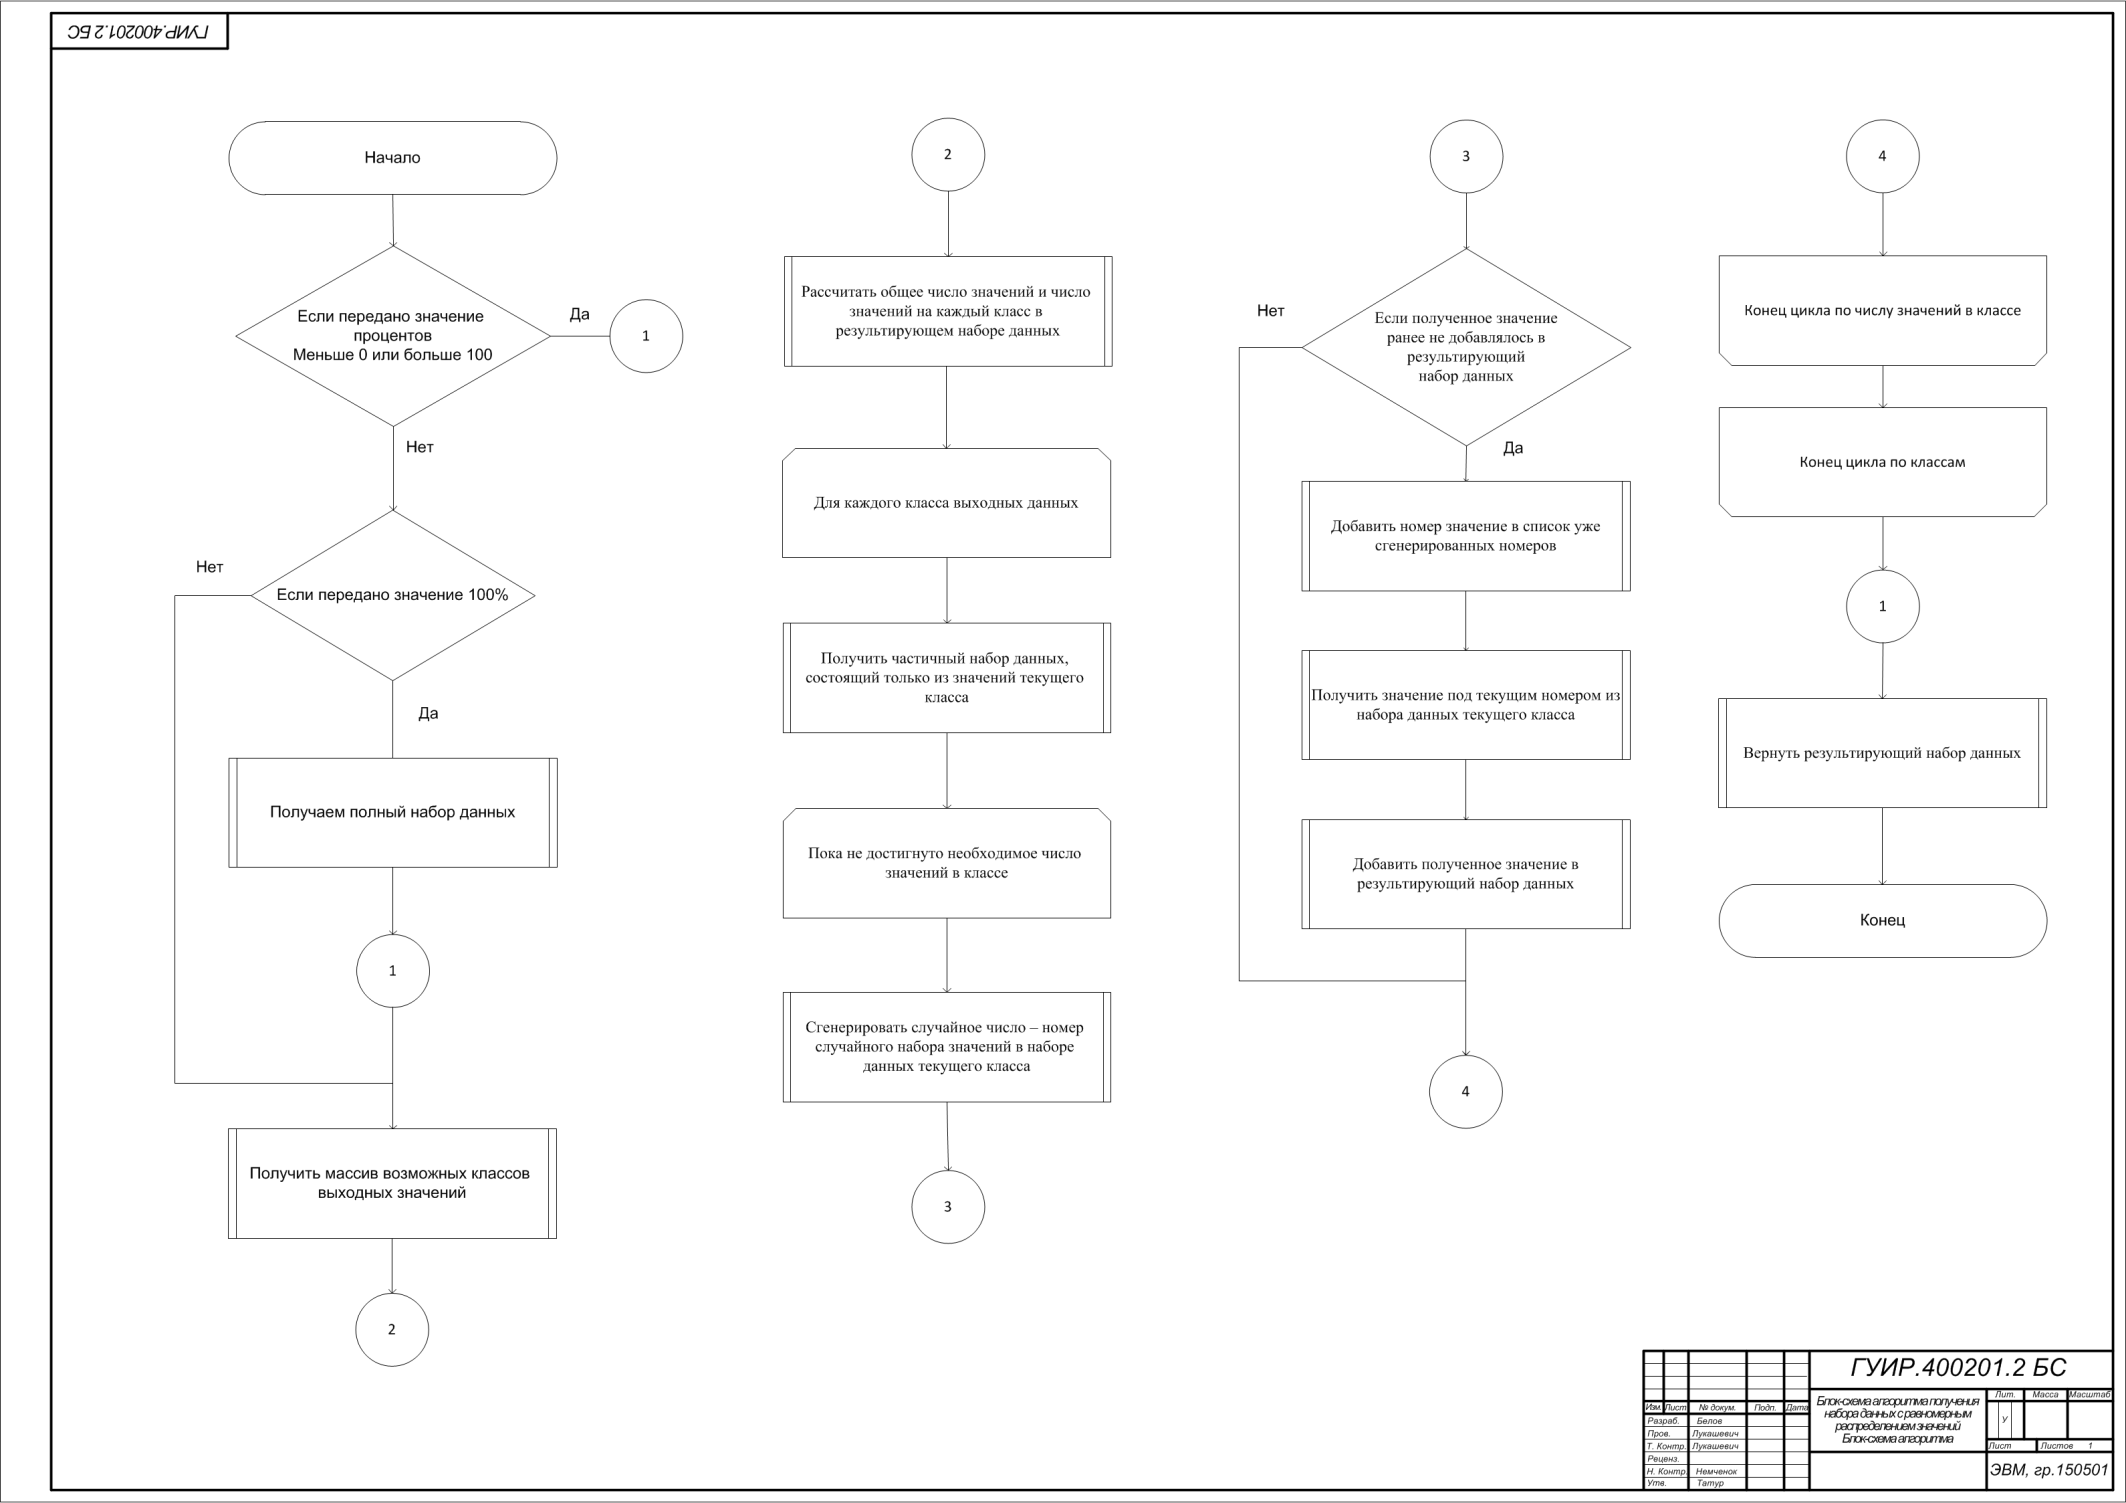 ГУИР.400201.2 БС
Начало
Если передано значение
процентов
Меньше 0 или больше 100
Да
1
Нет
Если передано значение 100%
Нет
Да
Получаем полный набор данных
1
Получить массив возможных классов
выходных значений
2
2
Рассчитать общее число значений и число
значений на каждый класс в
результирующем наборе данных
Для каждого класса выходных данных
Получить частичный набор данных,
состоящий только из значений текущего
класса
Пока не достигнуто необходимое число
значений в классе
Сгенерировать случайное число – номер
случайного набора значений в наборе
данных текущего класса
3
3
Нет
Если полученное значение
ранее не добавлялось в
результирующий
набор данных
Да
Добавить номер значение в список уже
сгенерированных номеров
Получить значение под текущим номером из
набора данных текущего класса
Добавить полученное значение в
результирующий набор данных
4
4
Конец цикла по числу значений в классе
Конец цикла по классам
1
Вернуть результирующий набор данных
Конец
ГУИР.400201.2 БС
Изм. Лист № докум. Подп. Дата
Разраб. Белов
Пров. Лукашевич
Т. Контр. Лукашевич
Реценз.
Н. Контр. Немченок
Утв. Татур
Блок-схема алгоритма получения
набора данных с равномерным
распределением значений
Блок-схема алгоритма
Лит. Масса Масштаб
У
Лист Листов 1
ЭВМ, гр.150501